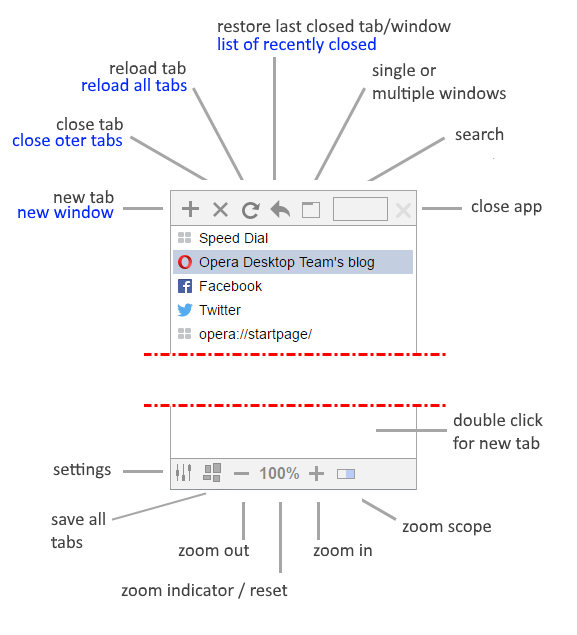 restore last closed tab/window
list of recently closed
reload tab
reload all tabs
single or
multiple windows
close tab
close oter tabs
search
new tab
new window
close app
Speed Dial
Opera Desktop Team's blog
Facebook
Twitter
opera://startpage/
double click
for new tab
settings
100%
save all
tabs
zoom scope
zoom out
zoom in
zoom indicator / reset